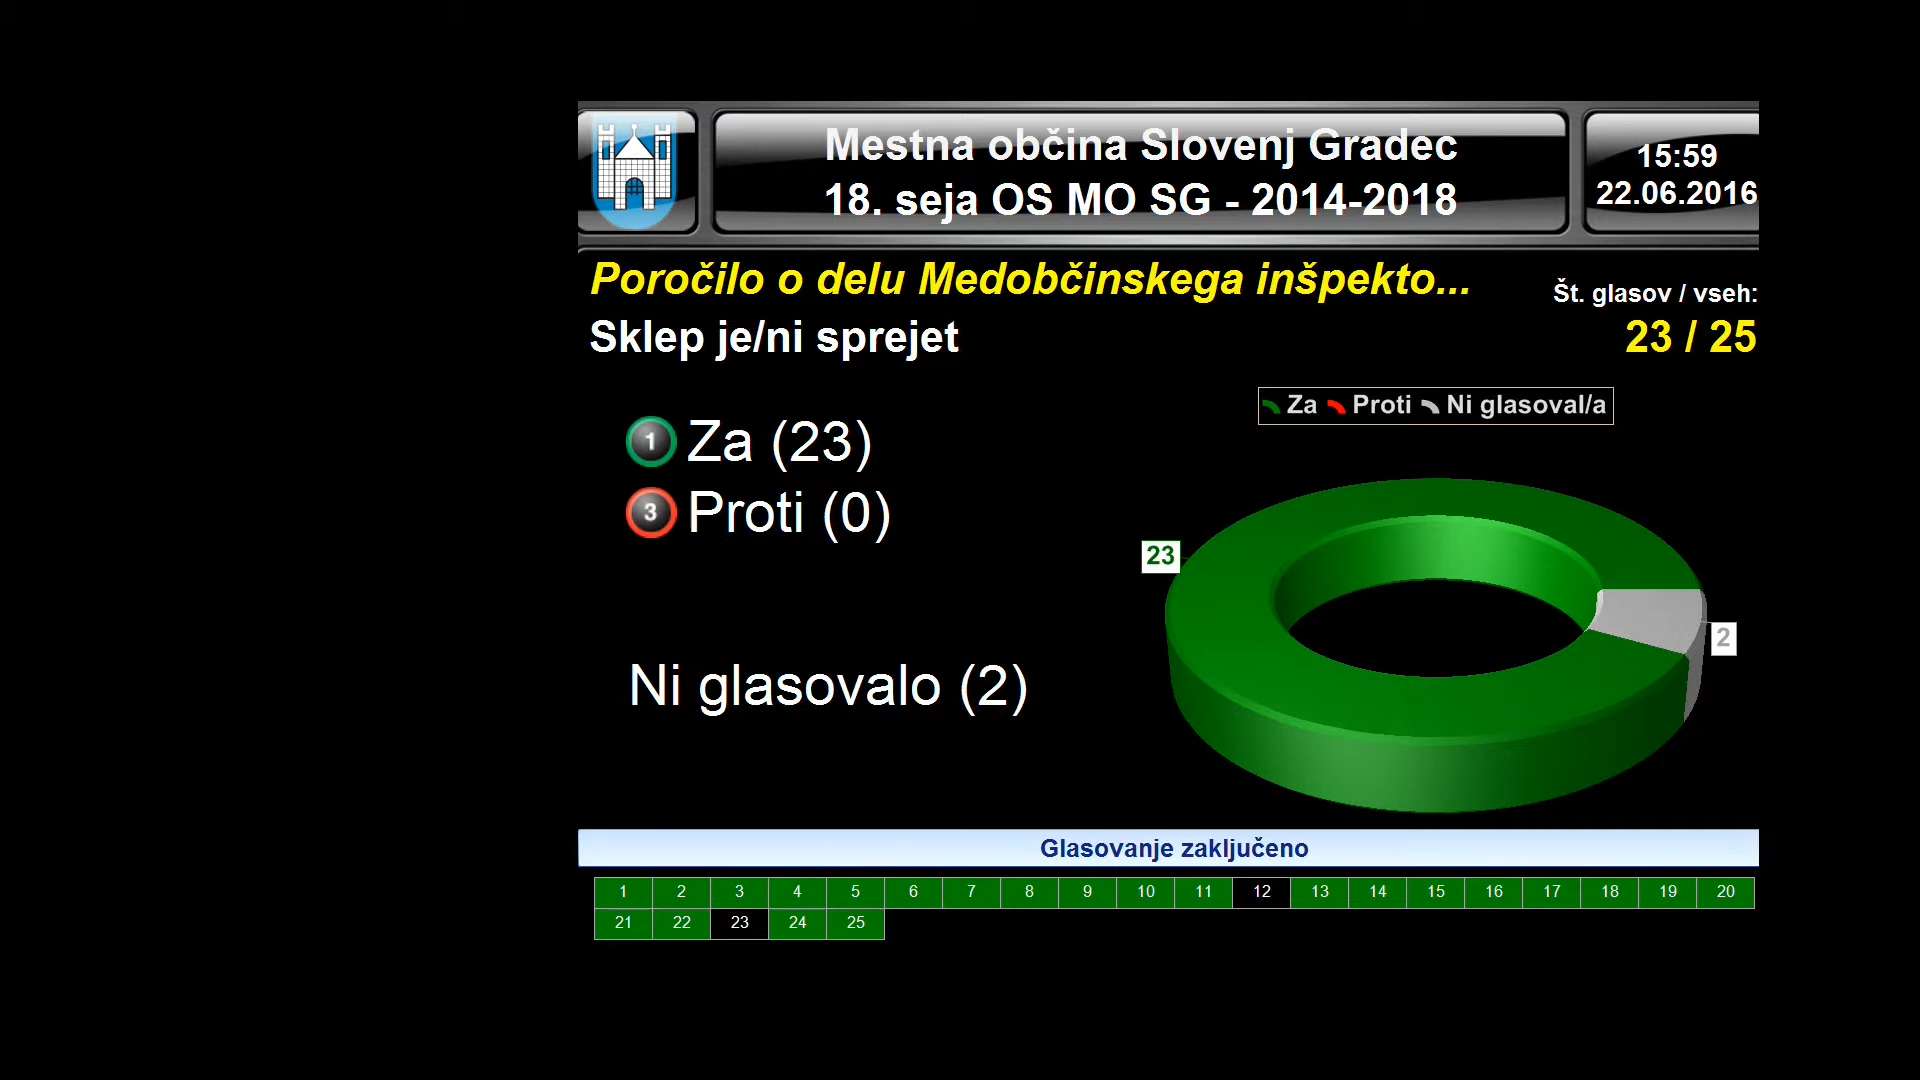 Mestna občina Slovenj Gradec
18. seja OS MO SG - 2014-2018
15:59
22.06.2016
Poročilo o delu Medobčinskega inšpekto...
Št. glasov / vseh:
Sklep je/ni sprejet
23 / 25
Za Proti Ni glasoval/a
1 Za (23)
3 Proti (0)
23
2
Ni glasovalo (2)
Glasovanje zaključeno
1 2 3 4 5 6 7 8 9 10 11 12 13 14 15 16 17 18 19 20
21 22 23 24 25